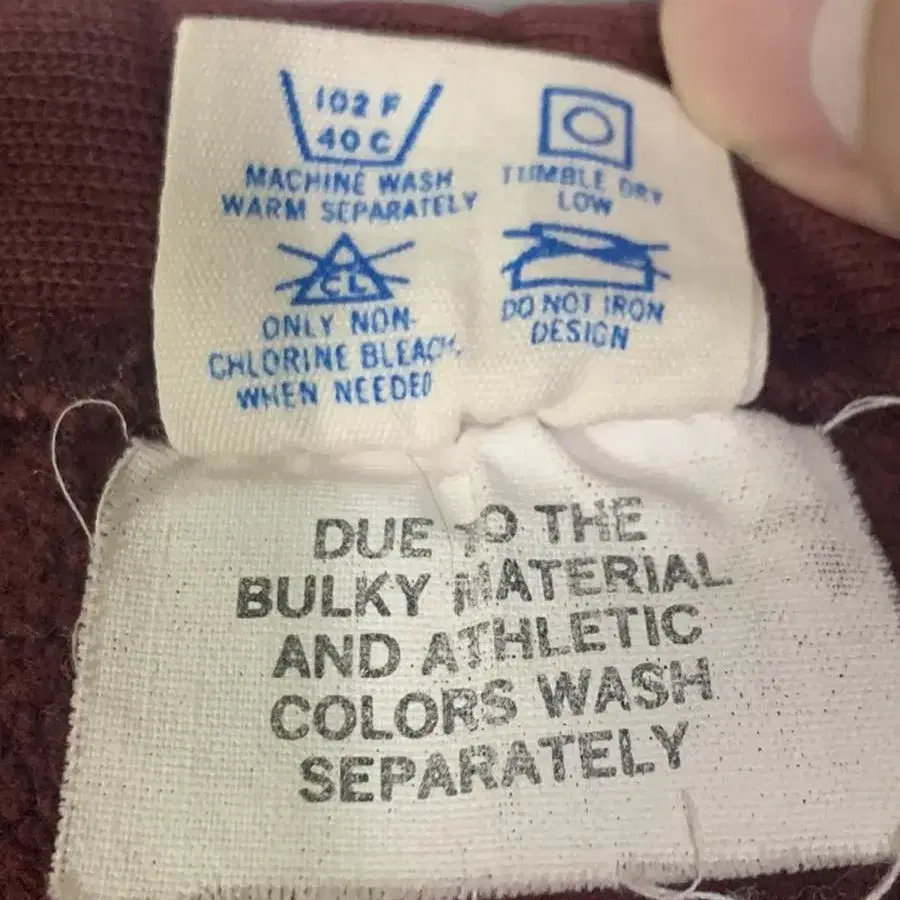 102 F
40 C
MACHINE WASH
WARM SEPARATELY
TUMBLE DRY
LOW
CL
ONLY NON-
CHLORINE BLEACH
WHEN NEEDED
DO NOT IRON
DESIGN
DUE TO THE
BULKY MATERIAL
AND ATHLETIC
COLORS WASH
SEPARATELY